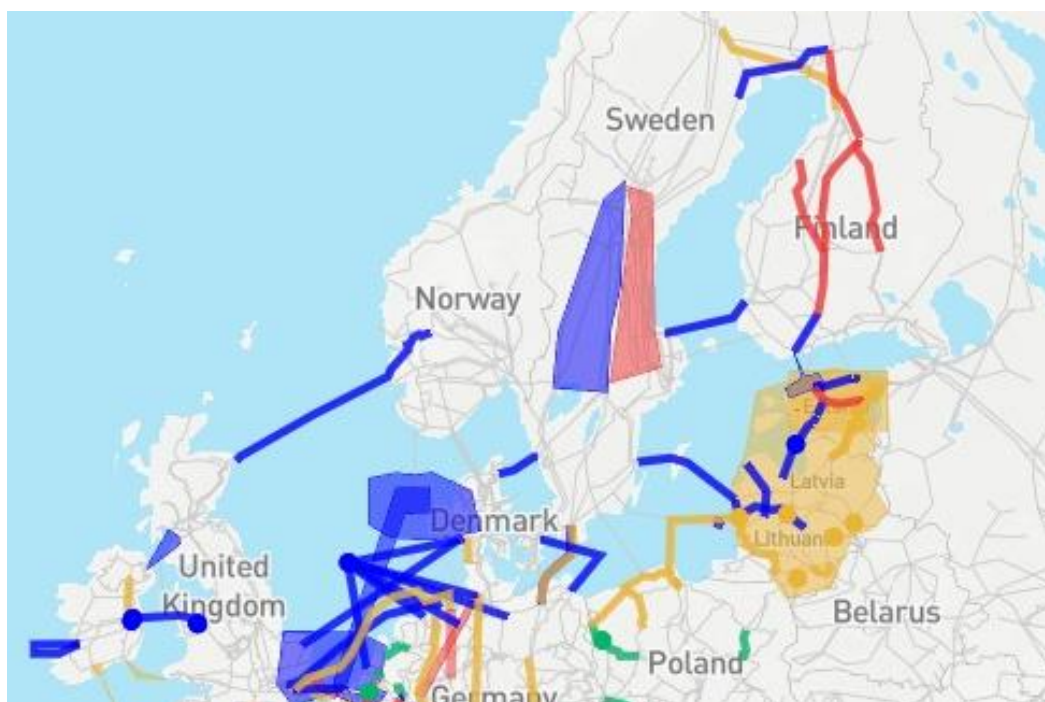 Sweden
Finland
Norway
Latvia
Denmark
Lithuan
United
Kingdom
Belarus
Poland
Germany